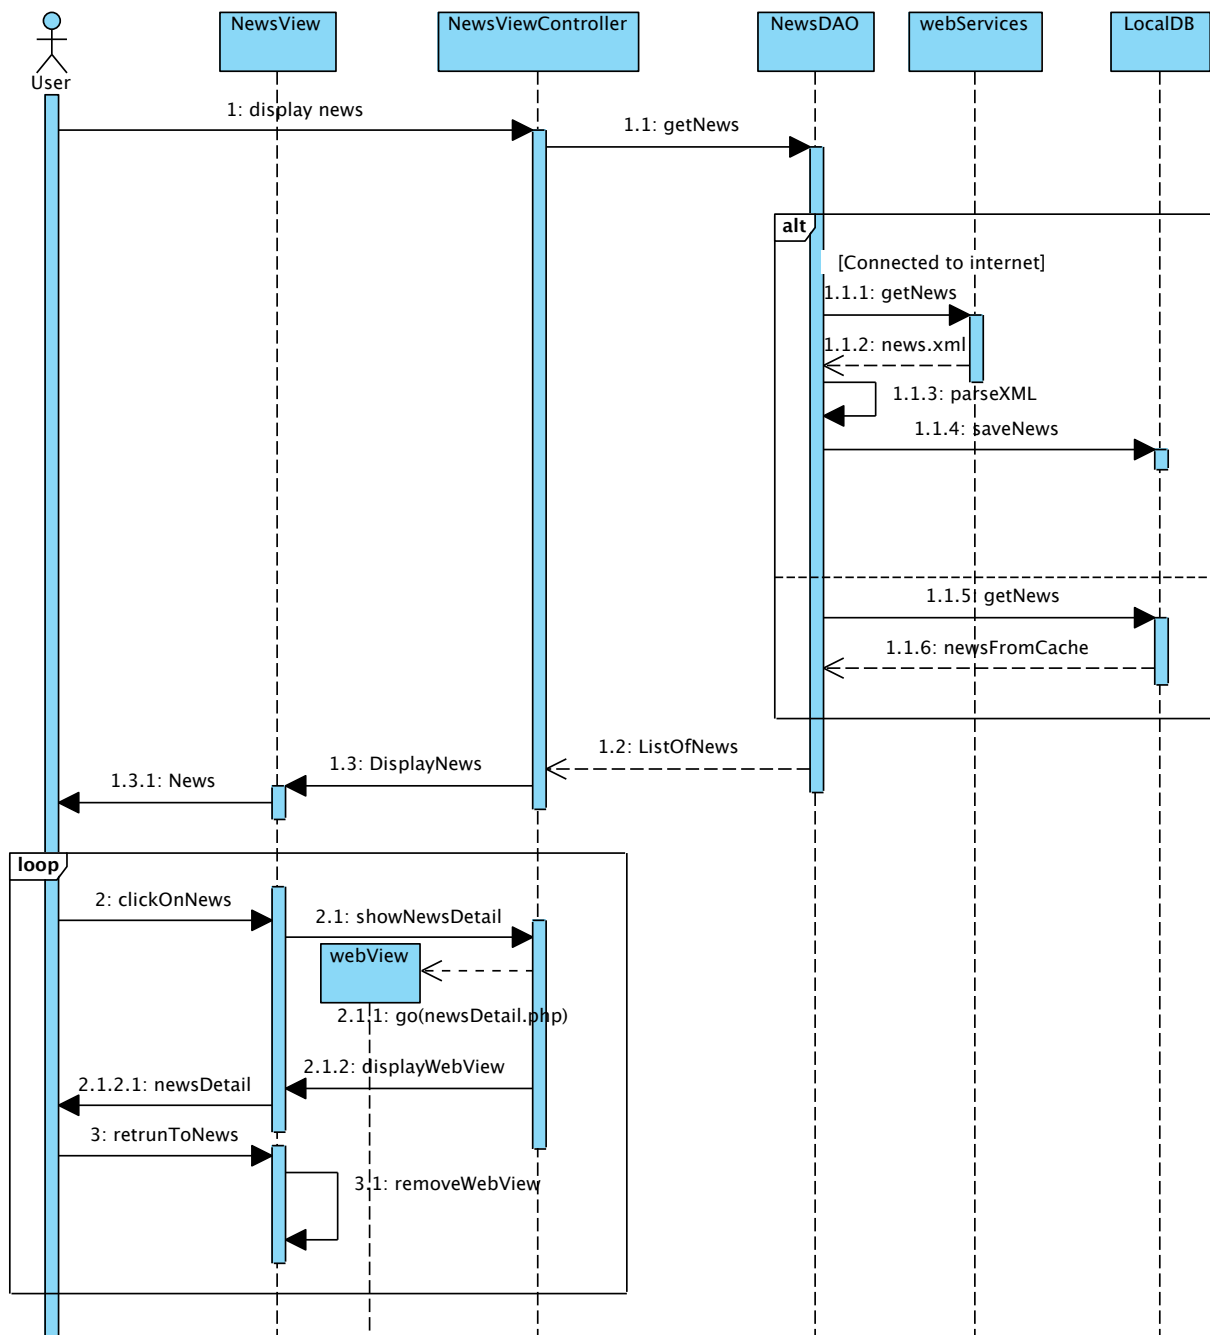 NewsView
NewsViewController
NewsDAO
webServices
LocalDB
User
1: display news
1.1: getNews
alt
[Connected to internet]
1.1.1: getNews
1.1.2: news.xml
1.1.3: parseXML
1.1.4: saveNews
1.1.5: getNews
1.1.6: newsFromCache
1.2: ListOfNews
1.3: DisplayNews
1.3.1: News
loop
2: clickOnNews
2.1: showNewsDetail
webView
2.1.1: go(newsDetail.php)
2.1.2: displayWebView
2.1.2.1: newsDetail
3: retrunToNews
3.1: removeWebView